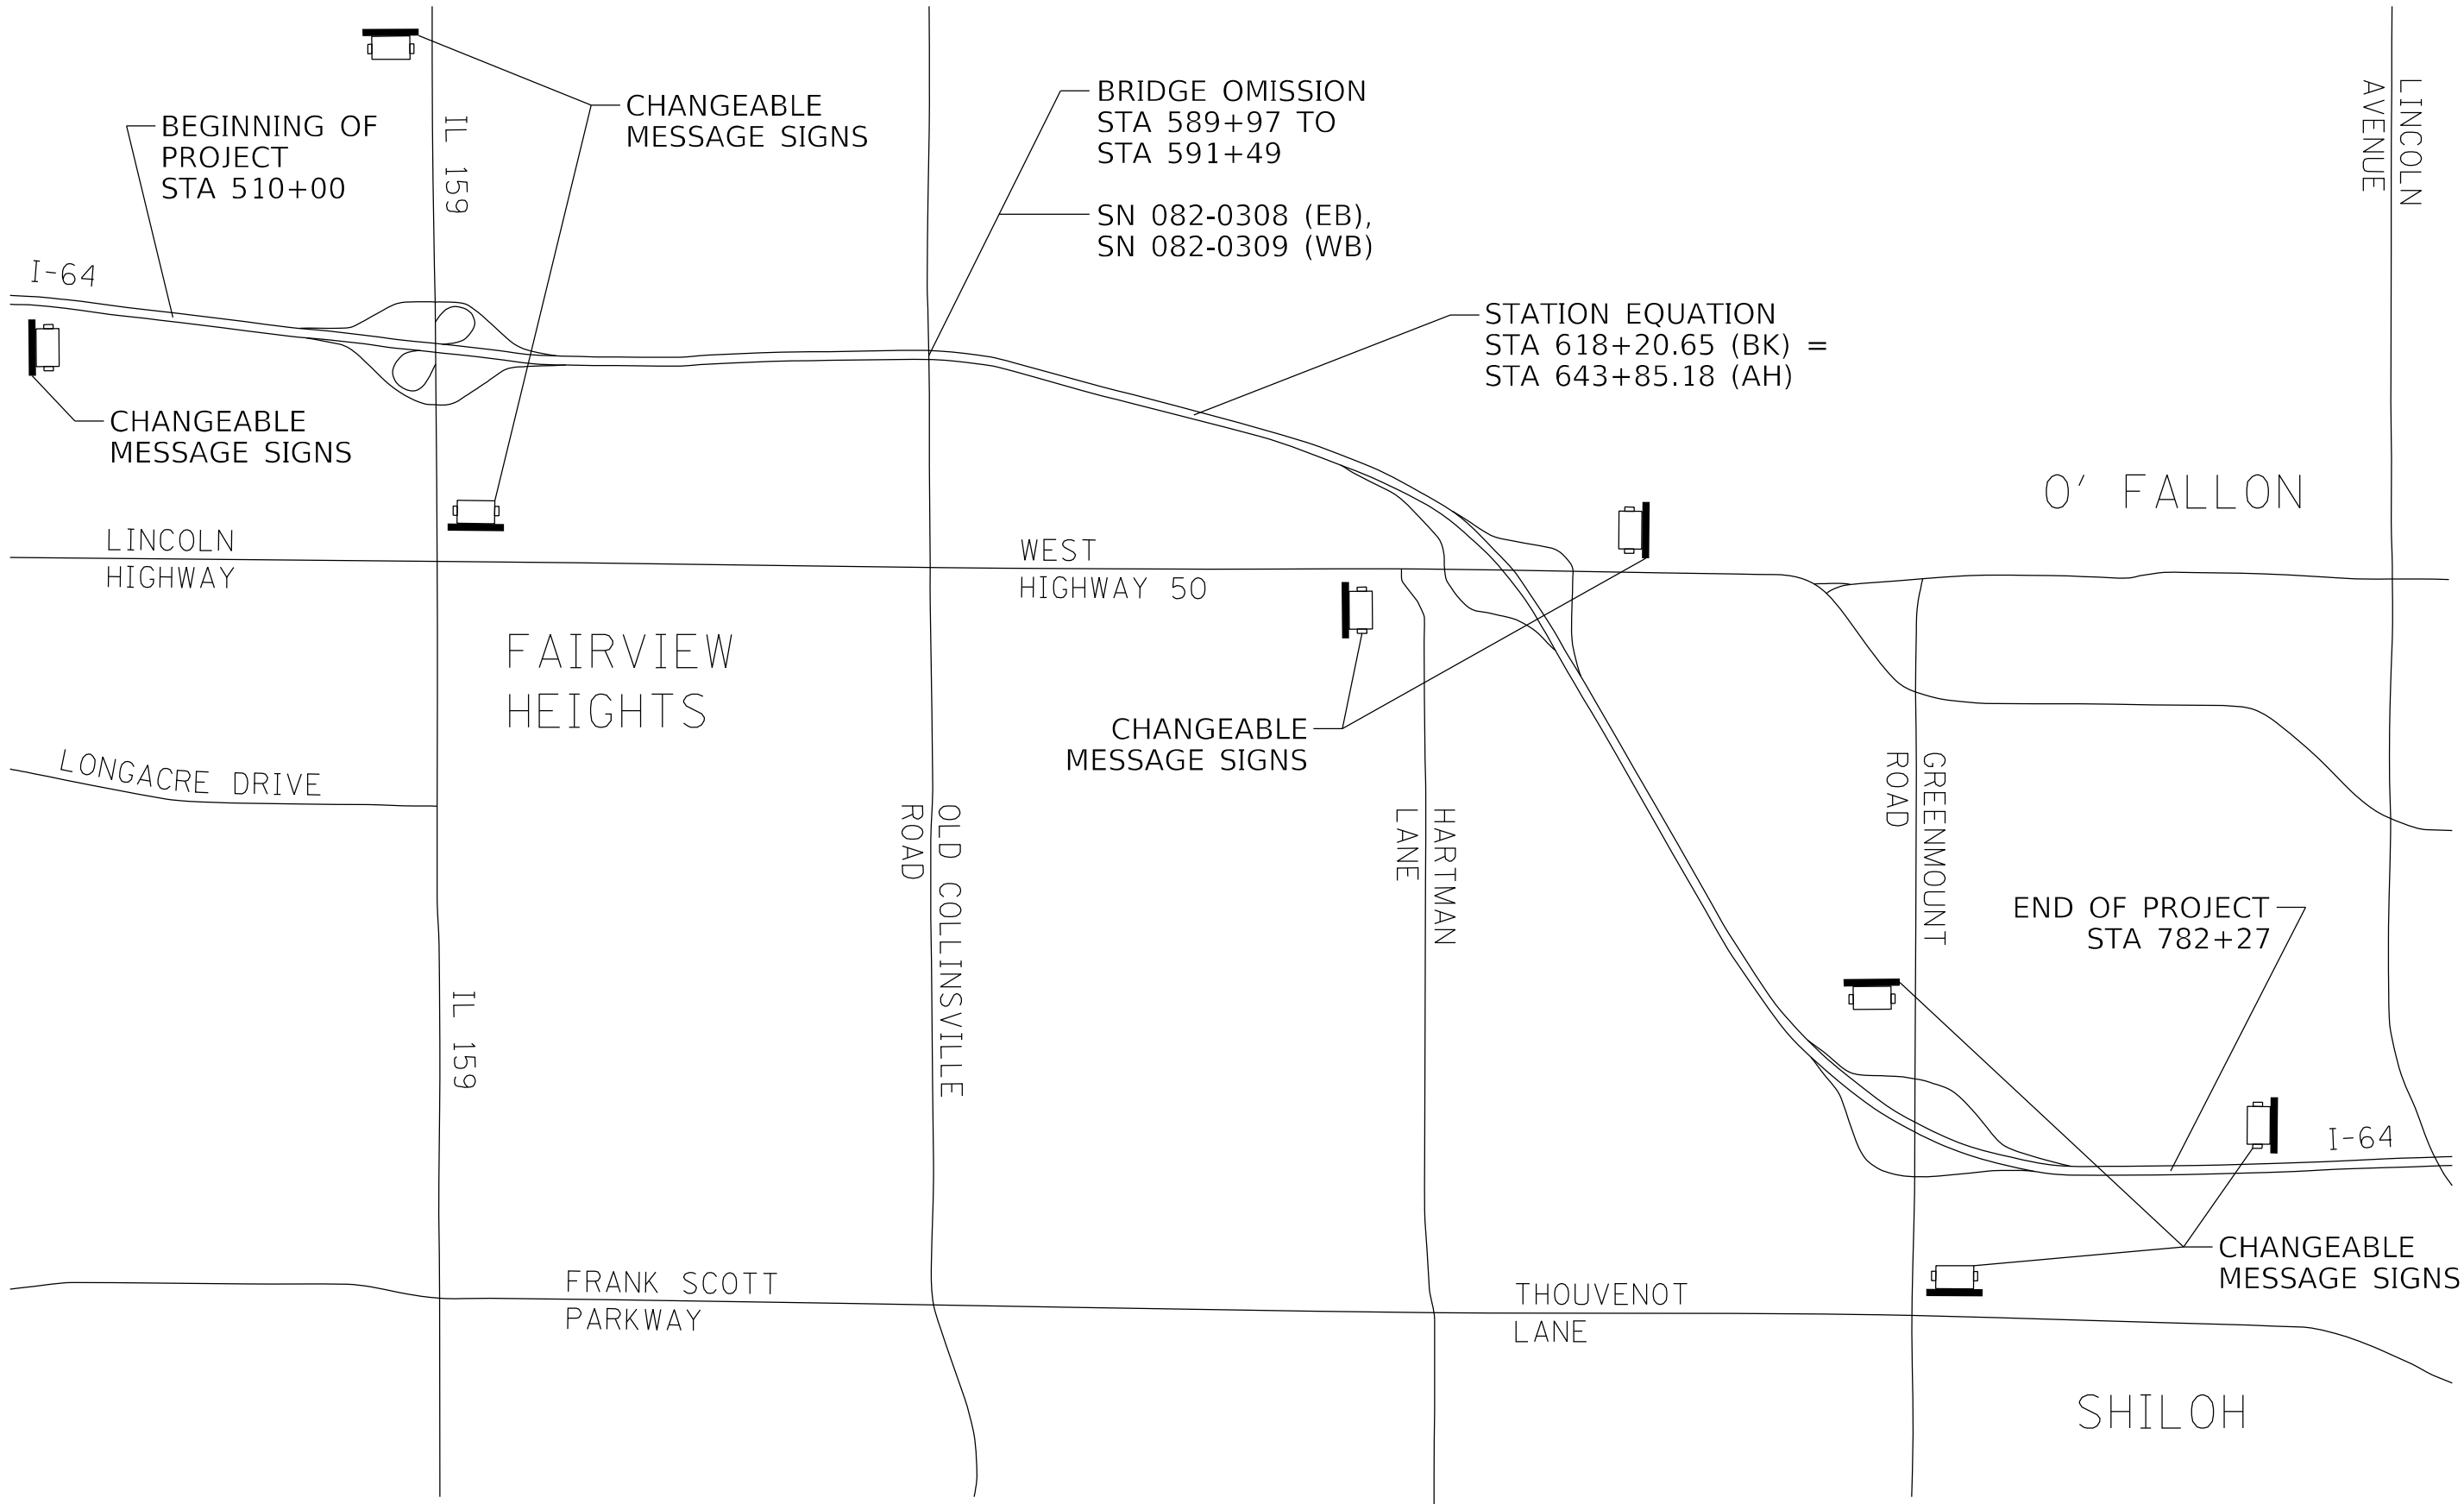 CHANGEABLE
MESSAGE SIGNS
BEGINNING OF
PROJECT
STA 510+00
IL 159
BRIDGE OMISSION
STA 589+97 TO
STA 591+49
SN 082-0308 (EB),
SN 082-0309 (WB)
LINCOLN
AVENUE
I-64
STATION EQUATION
STA 618+20.65 (BK) =
STA 643+85.18 (AH)
CHANGEABLE
MESSAGE SIGNS
O' FALLON
LINCOLN
HIGHWAY
WEST
HIGHWAY 50
FAIRVIEW
HEIGHTS
CHANGEABLE
MESSAGE SIGNS
LONGACRE DRIVE
OLD COLLINSVILLE
ROAD
HARTMAN
LANE
GREENMOUNT
ROAD
END OF PROJECT
STA 782+27
IL 159
I-64
CHANGEABLE
MESSAGE SIGNS
FRANK SCOTT
PARKWAY
THOUVENOT
LANE
SHILOH